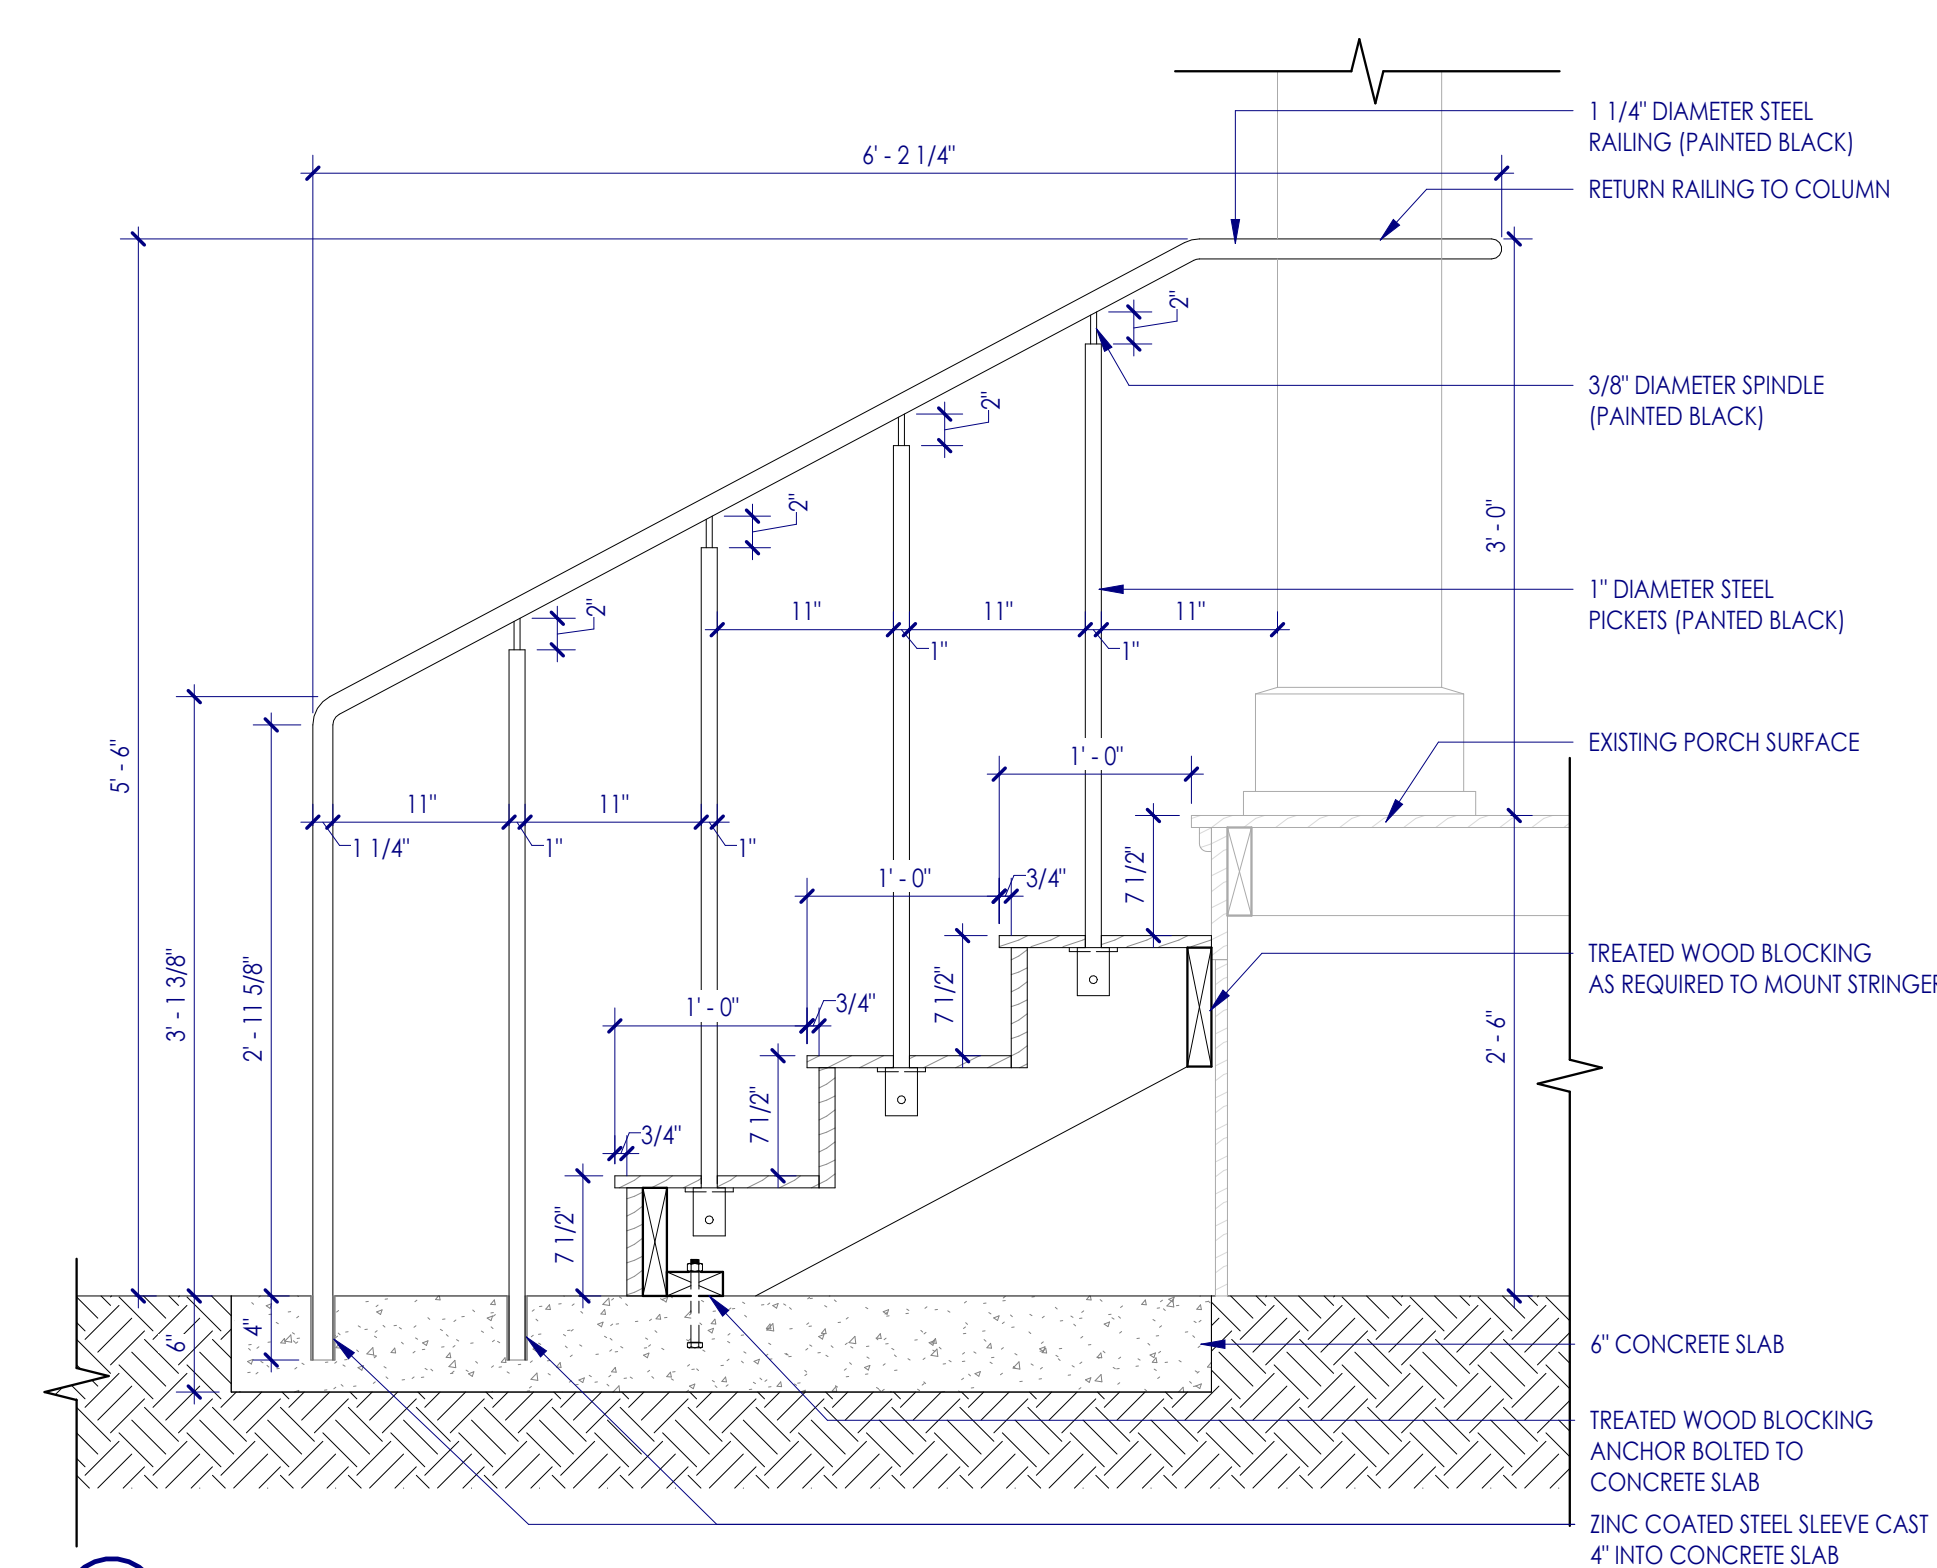 1 1/4" DIAMETER STEEL
RAILING (PAINTED BLACK)
6' - 2 1/4"
RETURN RAILING TO COLUMN
2"
3/8" DIAMETER SPINDLE
(PAINTED BLACK)
2"
2"
3' - 0"
1" DIAMETER STEEL
PICKETS (PANTED BLACK)
2"
11"
11"
11"
1"
1"
EXISTING PORCH SURFACE
5' - 6"
1' - 0"
11"
11"
1 1/4"
1"
1"
7 1/2"
1' - 0"
3/4"
TREATED WOOD BLOCKING
AS REQUIRED TO MOUNT STRINGER
3' - 1 3/8"
2' - 11 5/8"
1' - 0"
3/4"
7 1/2"
2' - 6"
3/4"
7 1/2"
7 1/2"
4"
6"
6" CONCRETE SLAB
TREATED WOOD BLOCKING
ANCHOR BOLTED TO
CONCRETE SLAB
ZINC COATED STEEL SLEEVE CAST
4" INTO CONCRETE SLAB